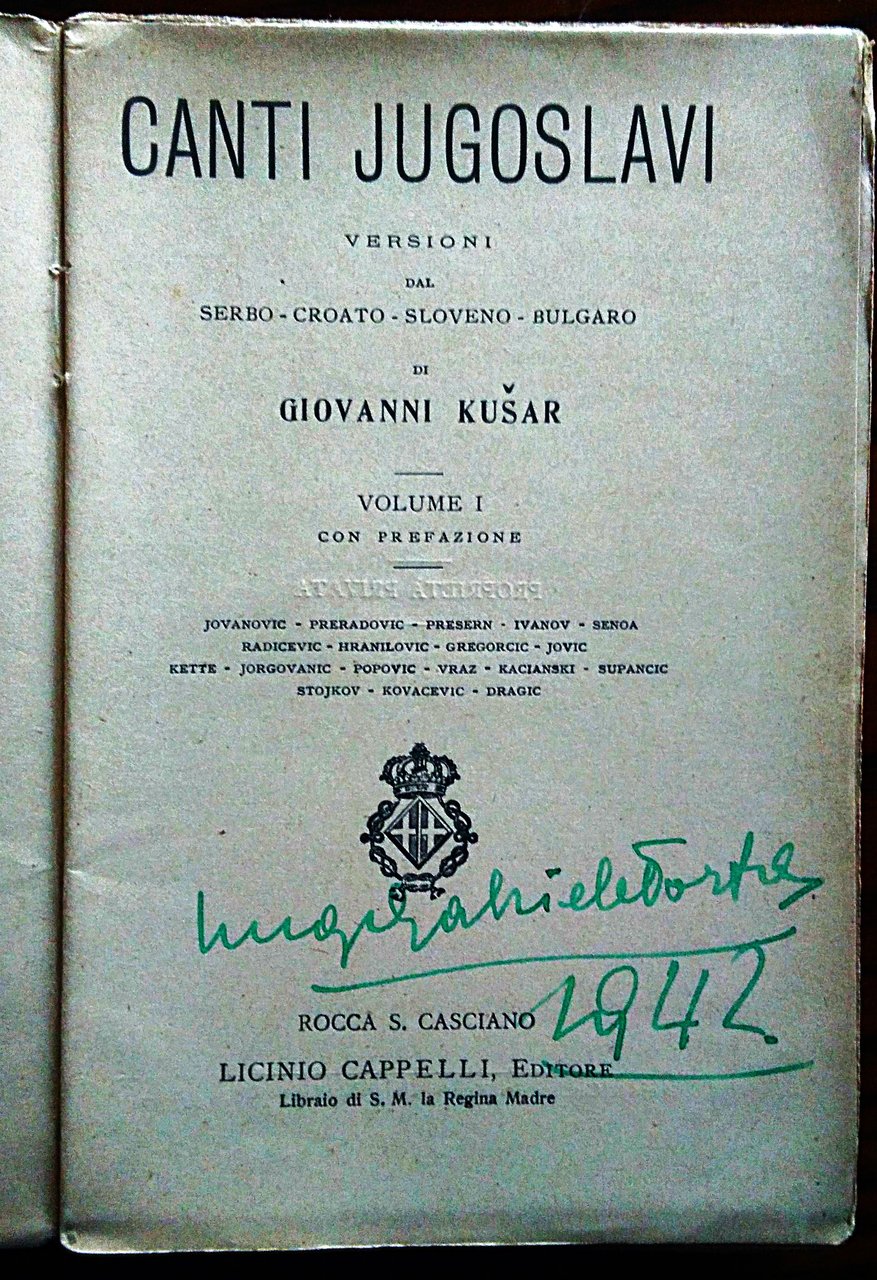 CANTI JUGOSLAVI
VERSIONI
DAL
SERBO - CROATO - SLOVENO - BULGARO
DI
GIOVANNI KUŠAR
VOLUME I
CON PREFAZIONE
PROPRIETA PRIVATA
JOVANOVIC - PRERADOVIC - PRESERN - IVANOV - SENOA
RADICEVIC - HRANILOVIC - GREGORCIC - JOVIC
KETTE - JORGOVANIC - POPOVIC - VRAZ - KACIANSKI - SUPANCIC
STOJKOV - KOVACEVIC - DRAGIC
1942
ROCCA S. CASCIANO
LICINIO CAPPELLI, EDITORE
Libraio di S. M. la Regina Madre